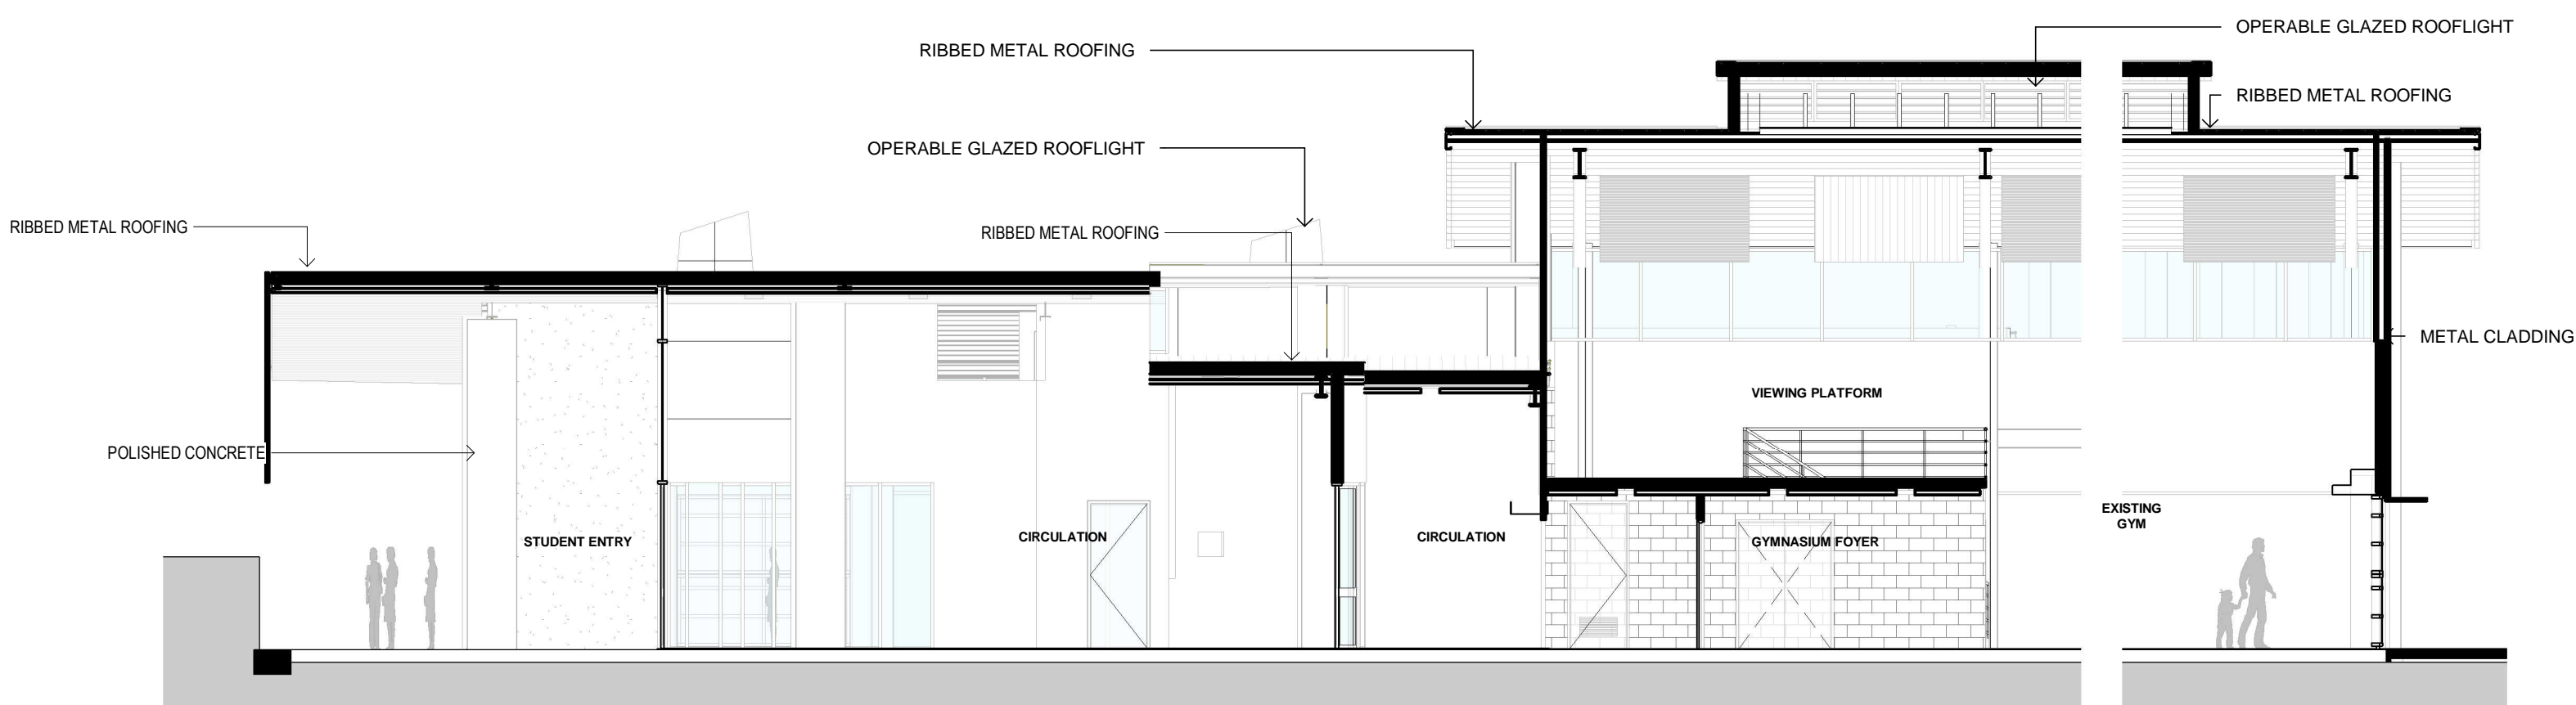 OPERABLE GLAZED ROOFLIGHT
RIBBED METAL ROOFING
RIBBED METAL ROOFING
OPERABLE GLAZED ROOFLIGHT
RIBBED METAL ROOFING
RIBBED METAL ROOFING
METAL CLADDING
VIEWING PLATFORM
POLISHED CONCRETE
EXISTING
GYM
STUDENT ENTRY
CIRCULATION
CIRCULATION
GYMNASIUM FOYER